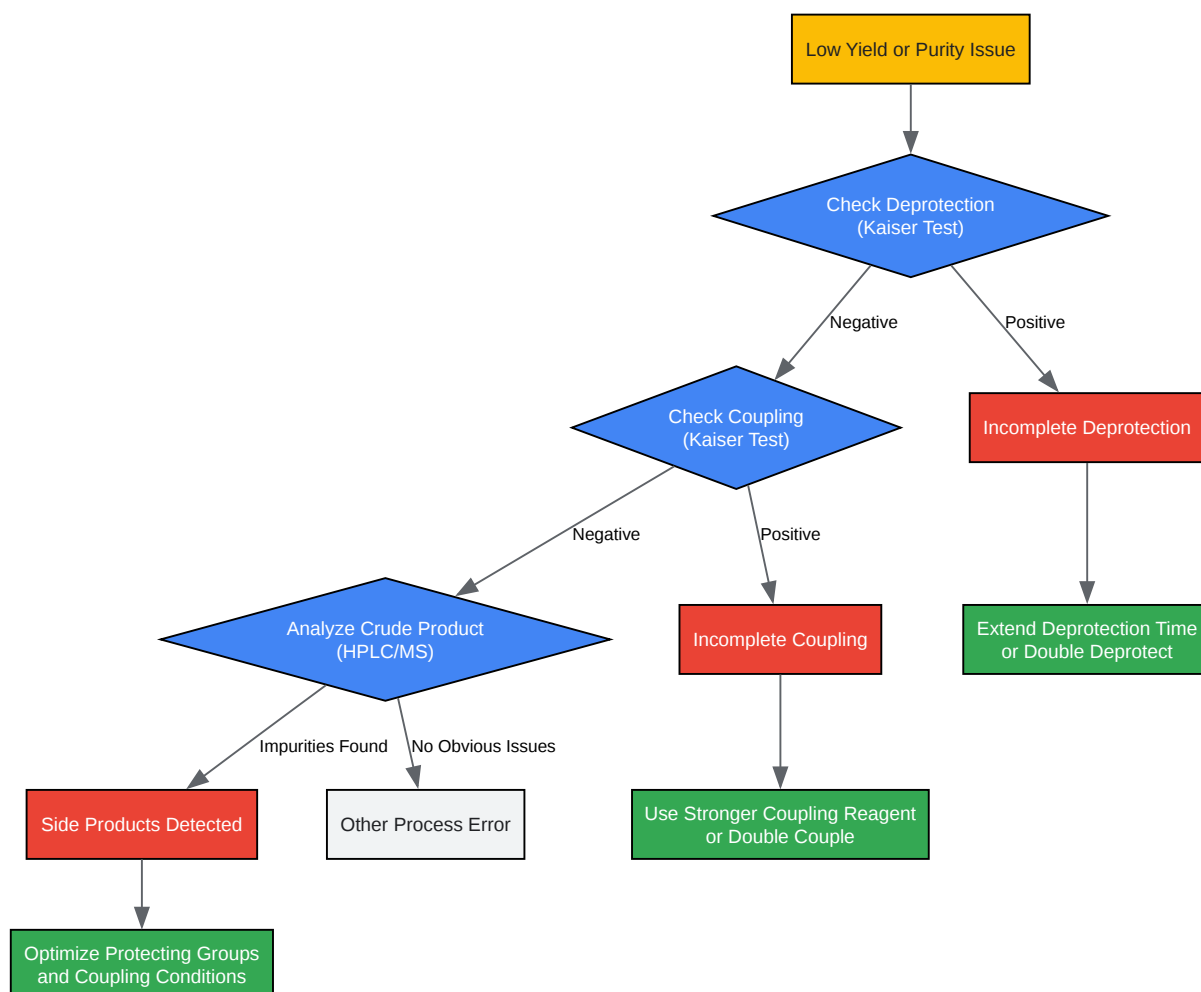 Low Yield or Purity Issue
Check Deprotection
(Kaiser Test)
Negative
Positive
Check Coupling
(Kaiser Test)
Incomplete Deprotection
Negative
Positive
Analyze Crude Product
(HPLC/MS)
Incomplete Coupling
Extend Deprotection Time
or Double Deprotect
Impurities Found
No Obvious Issues
Side Products Detected
Other Process Error
Use Stronger Coupling Reagent
or Double Couple
Optimize Protecting Groups
and Coupling Conditions